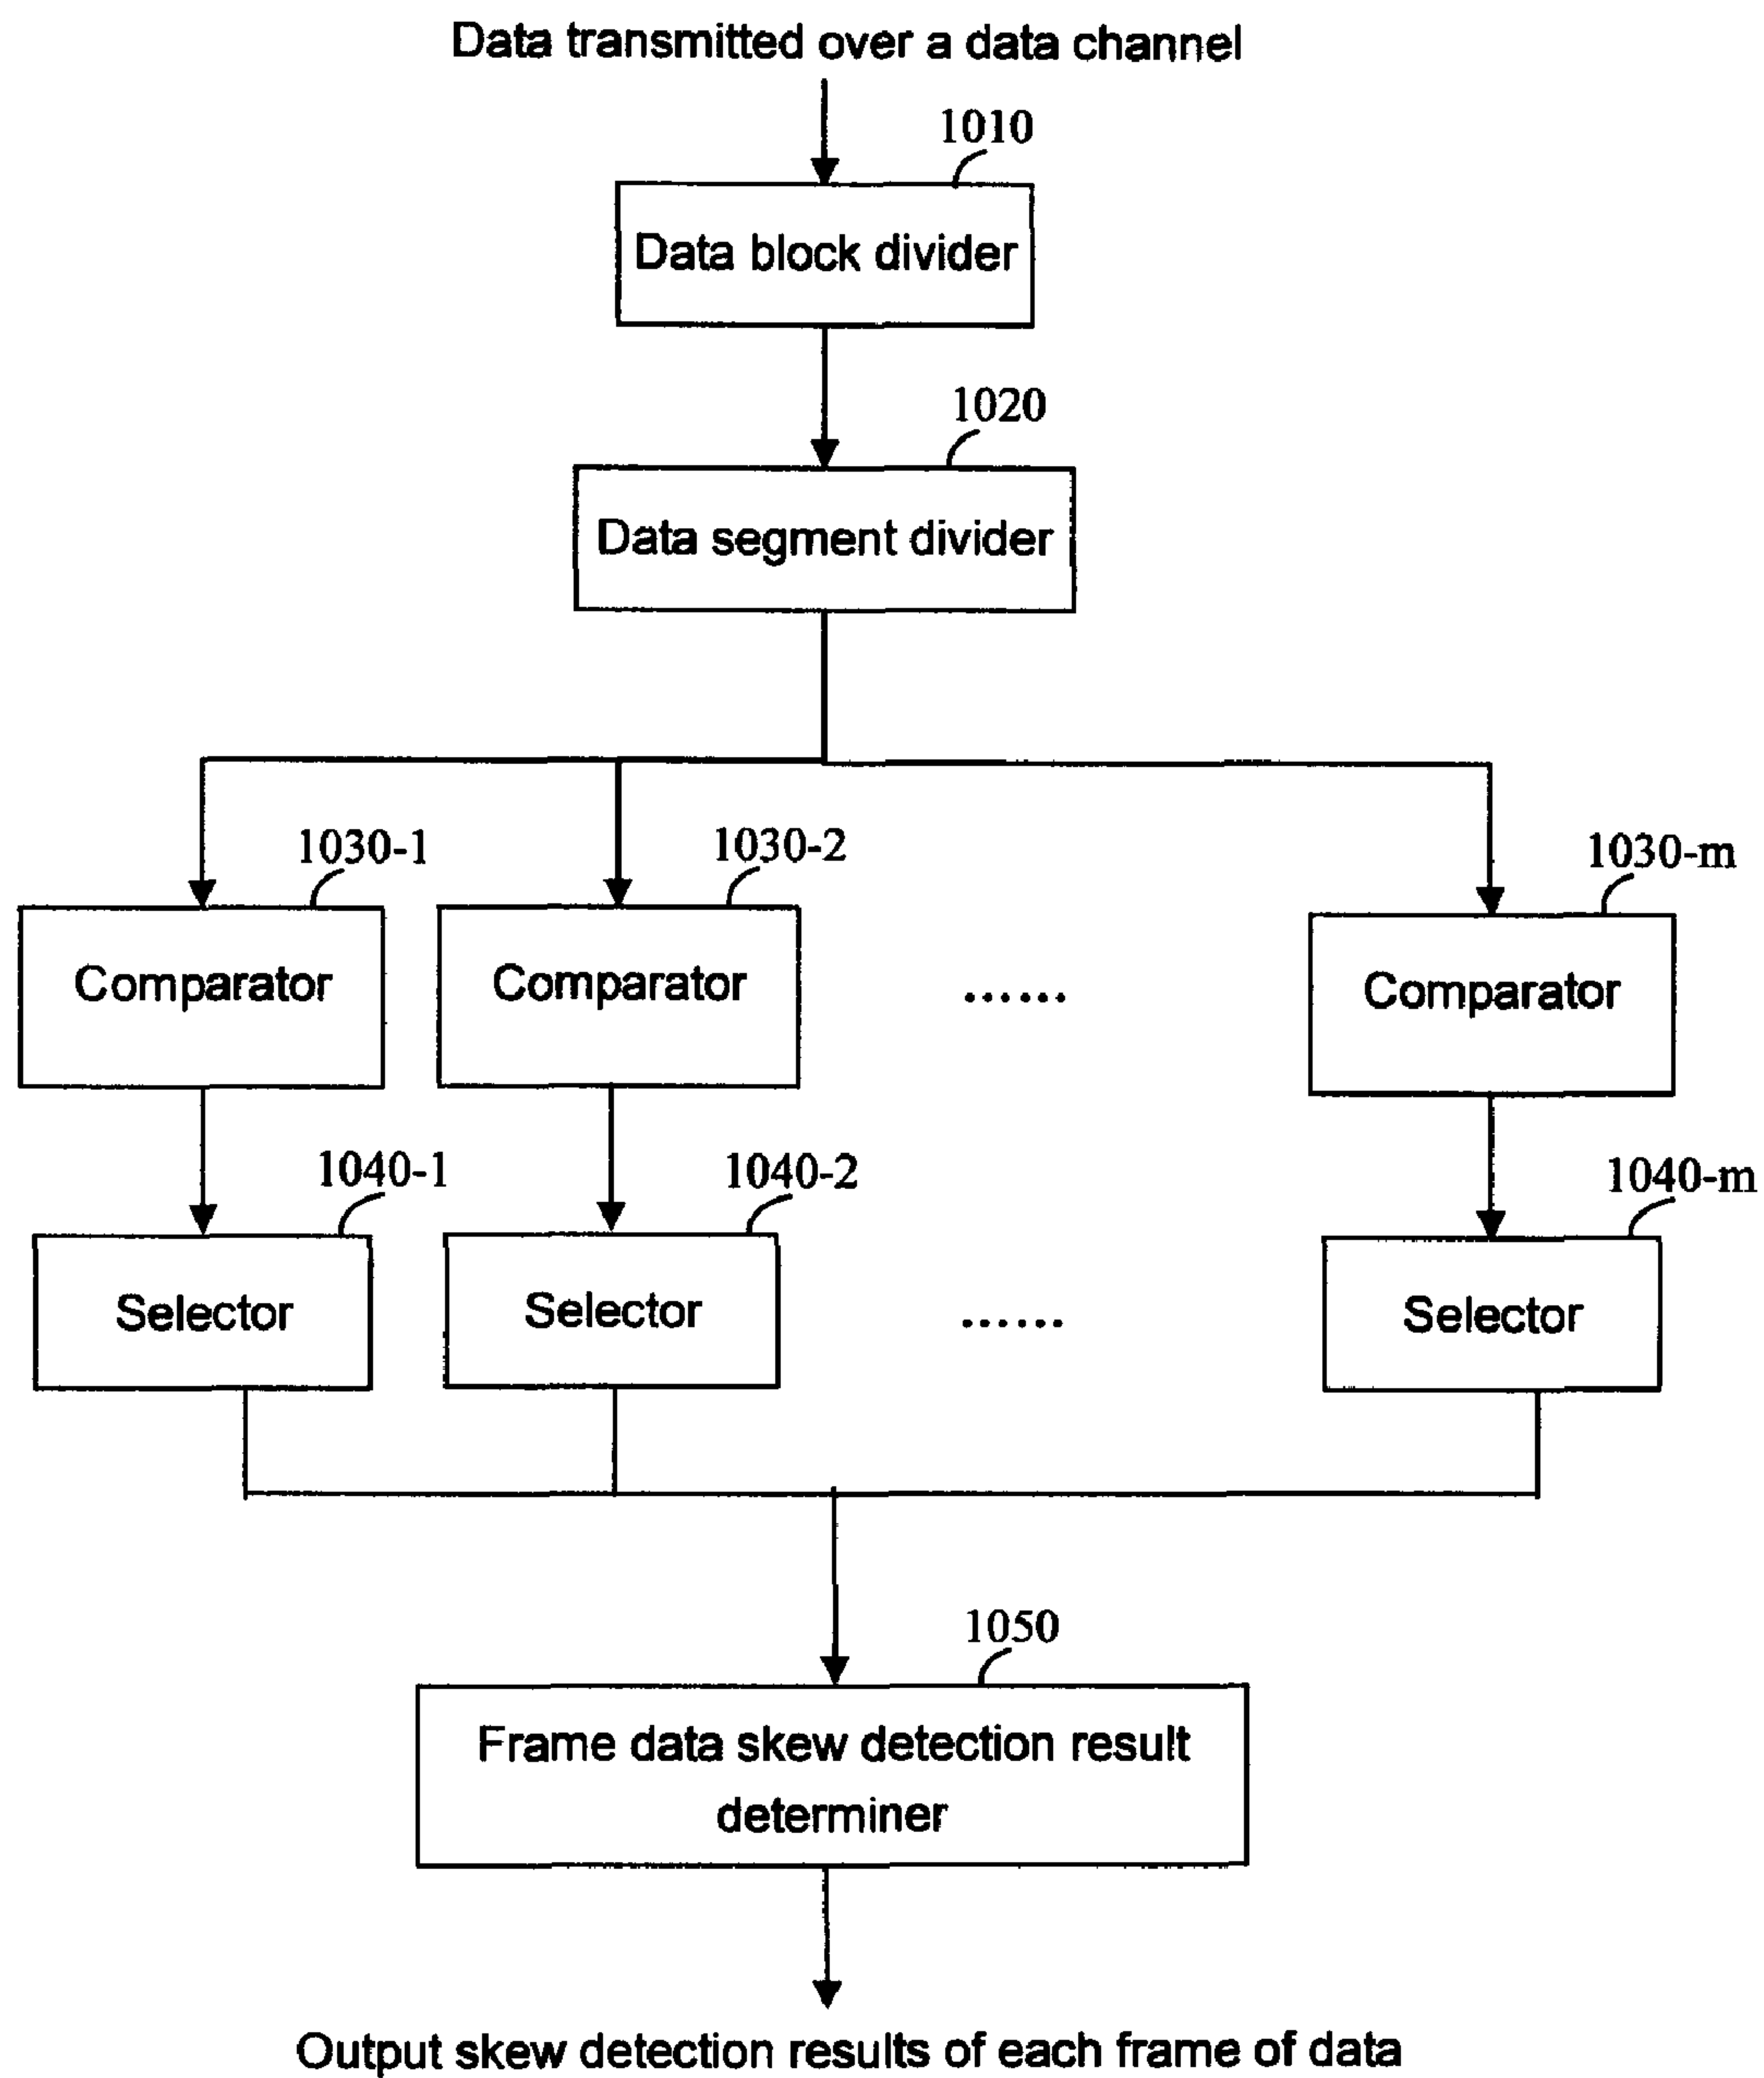 Data transmitted over a data channel
1010
Data block divider
1020
Data segment divider
1030-1
1030-2
1030-m
Comparator
Comparator
......
Comparator
1040-1
1040-2
1040-m
Selector
Selector
......
Selector
1050
Frame data skew detection result
determiner
Output skew detection results of each frame of data